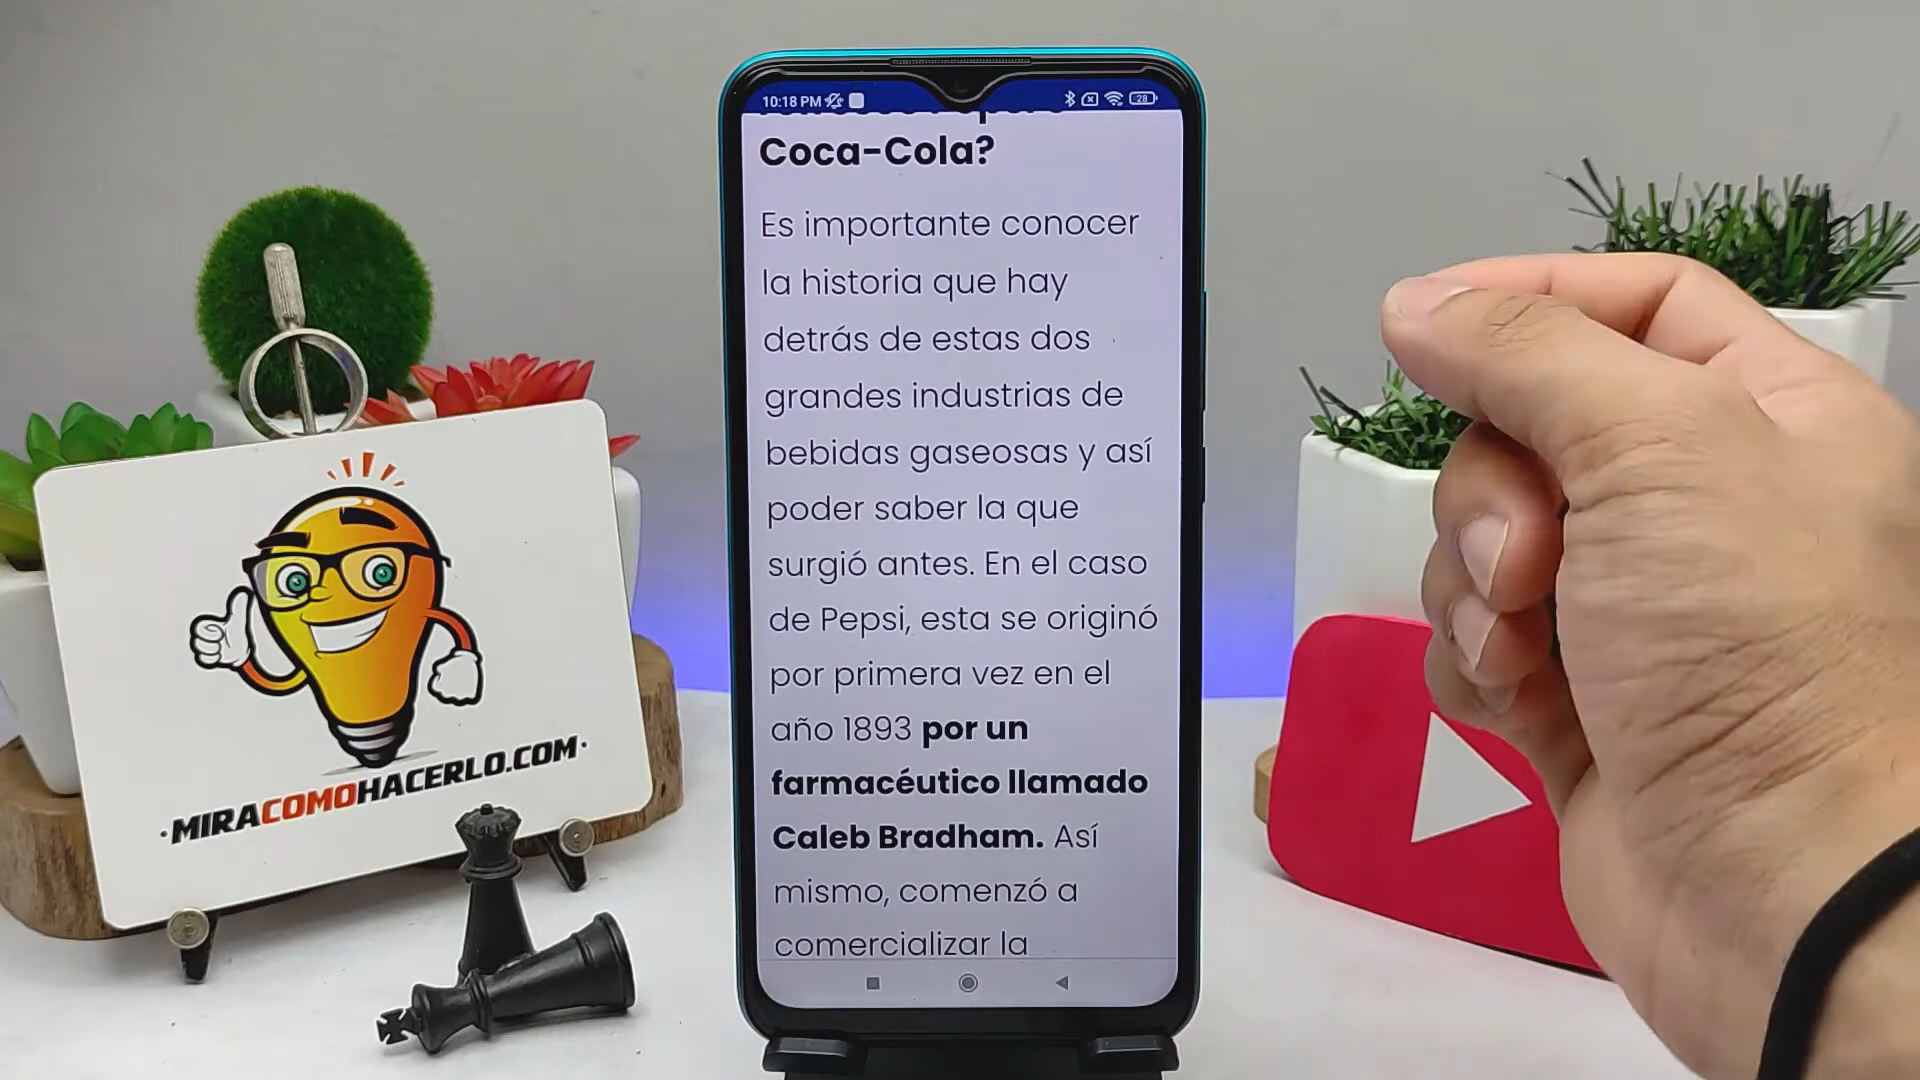 10:18 PM
28
Coca-Cola?
Es importante conocer
la historia que hay
detrás de estas dos
grandes industrias de
bebidas gaseosas y así
poder saber la que
surgió antes. En el caso
de Pepsi, esta se originó
por primera vez en el
año 1893 por un
farmacéutico llamado
Caleb Bradham. Así
mismo, comenzó a
comercializar la
·MIRACOMOHACERLO.COM·